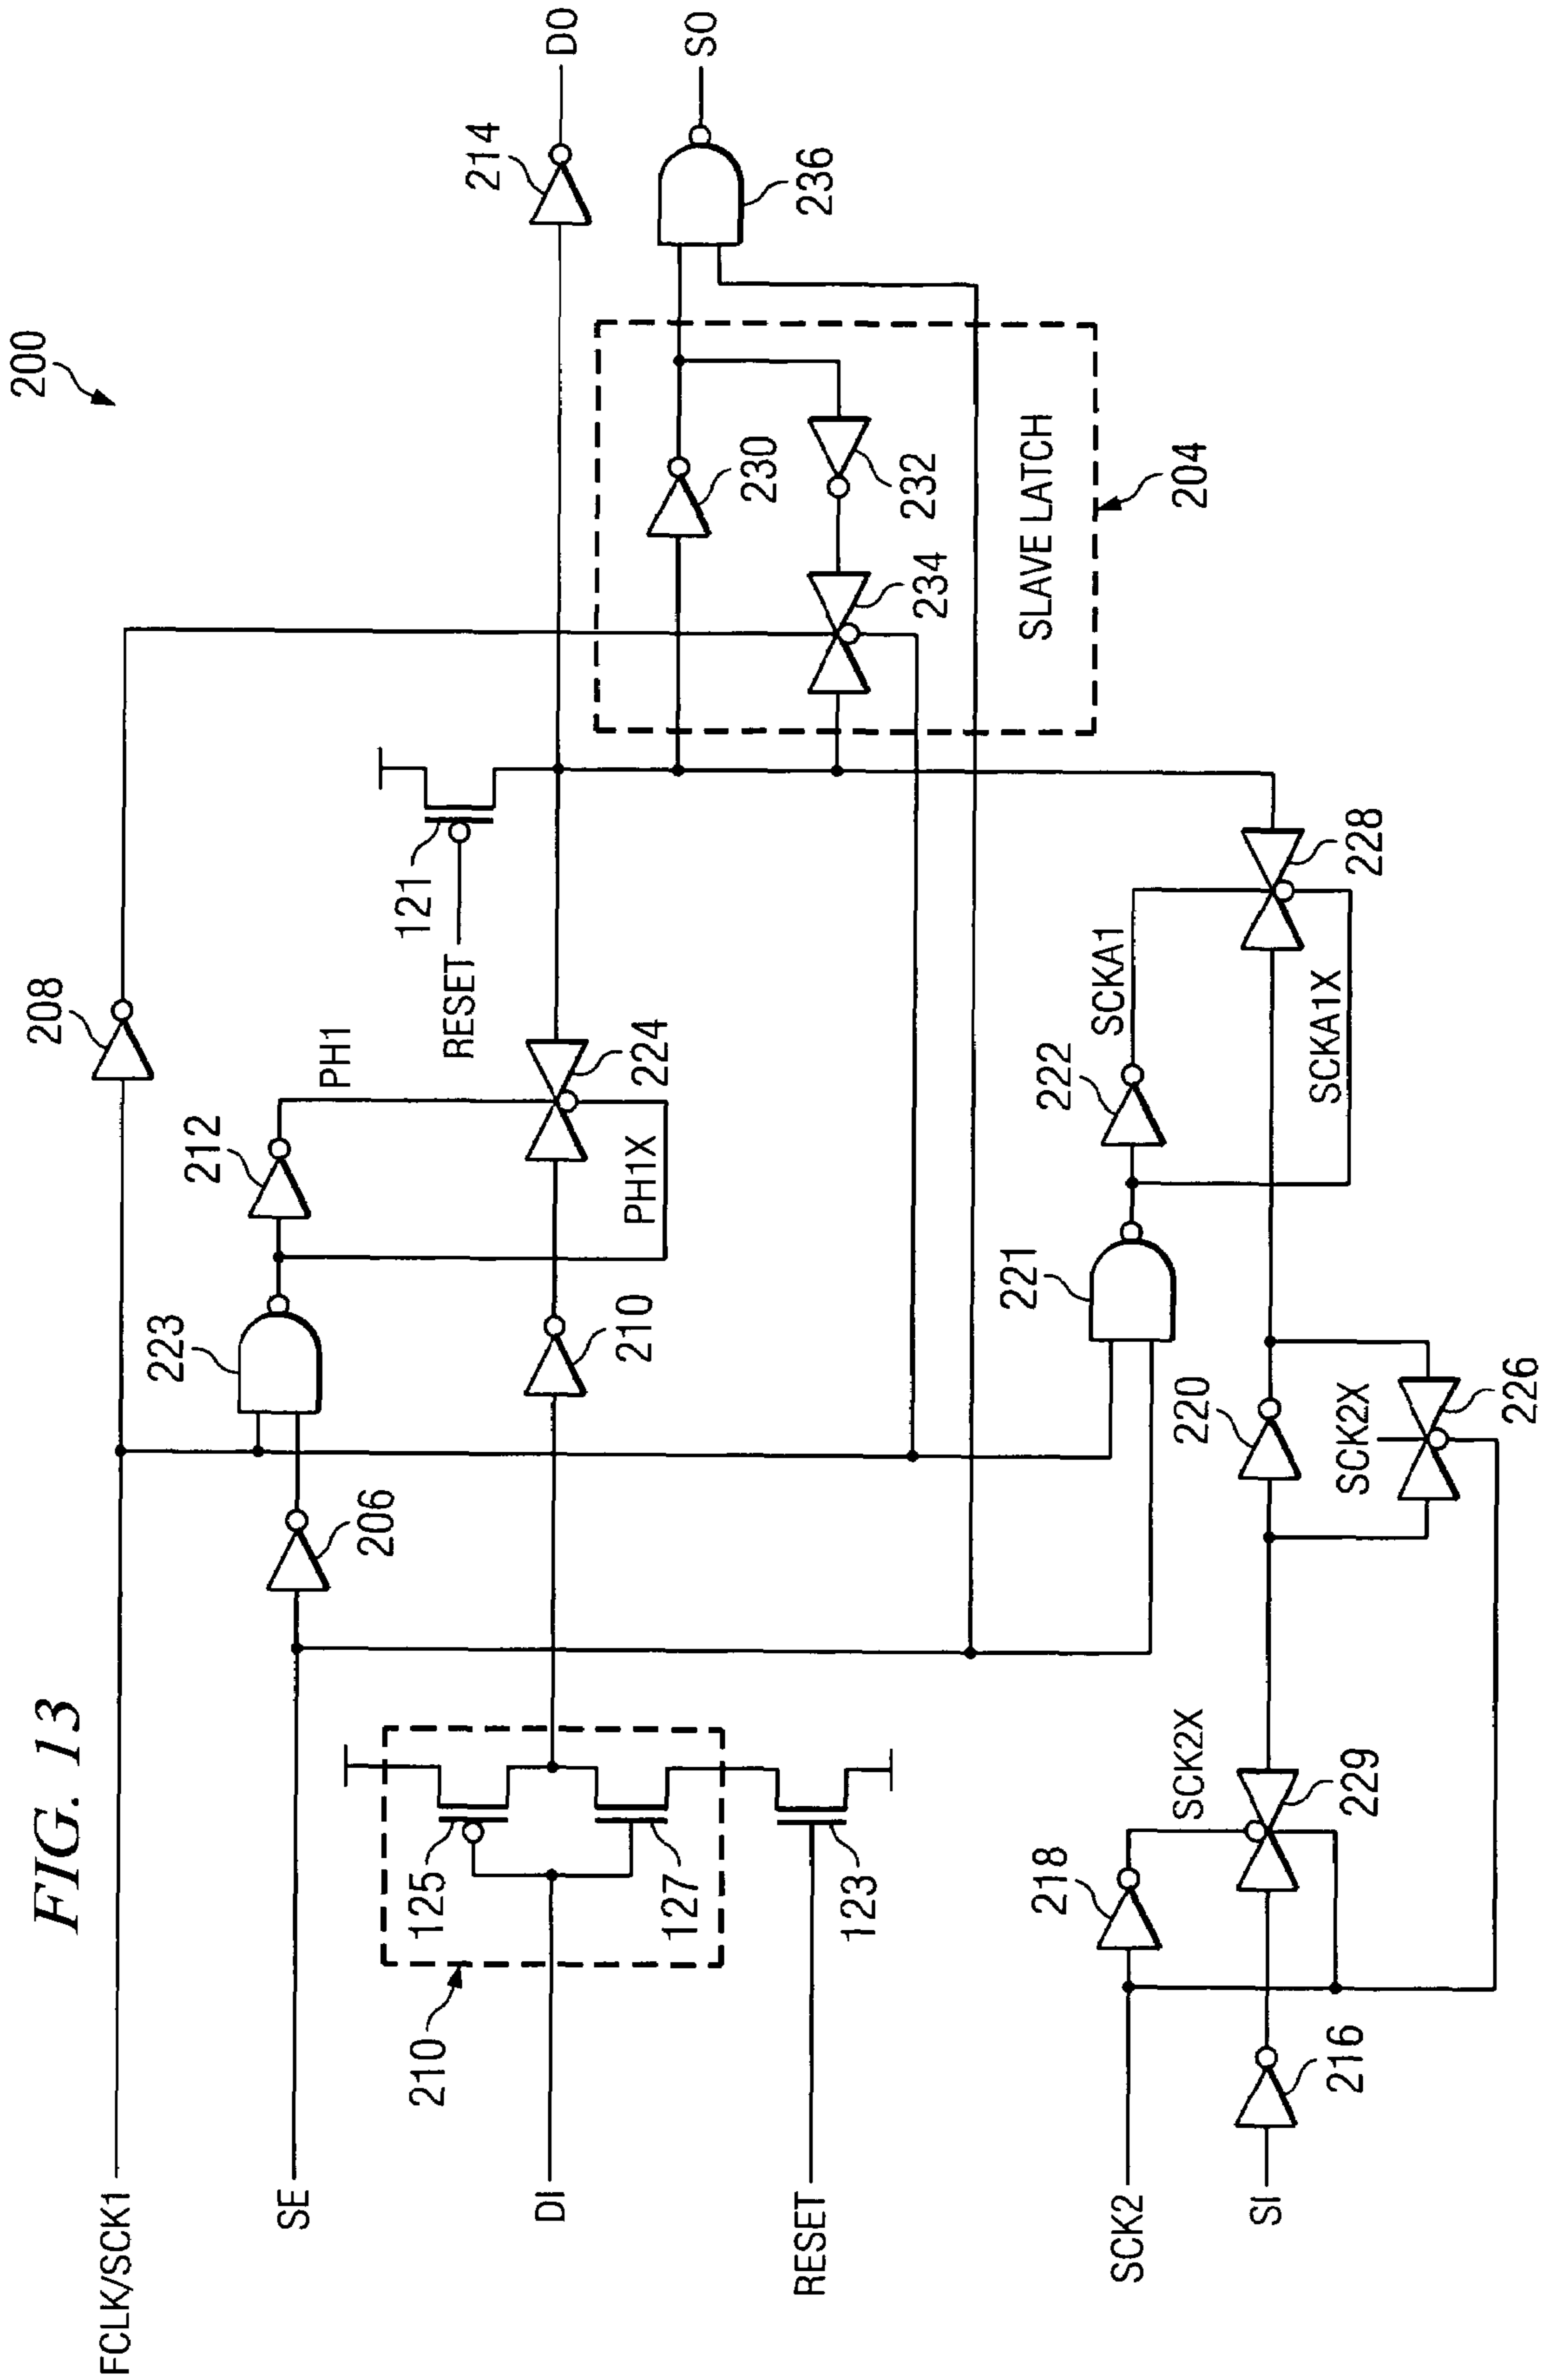 FIG. 13
200
FCLK/SCK1
208
223
212
PH1
SE
206
121
RESET
DO
214
210
125
127
DI
210
PH1X
224
SO
236
230
232
234
SLAVE LATCH
204
RESET
123
221
222
SCKA1
SCKA1X
228
SCK2
218
SCK2X
229
220
SCK2X
226
SI
216